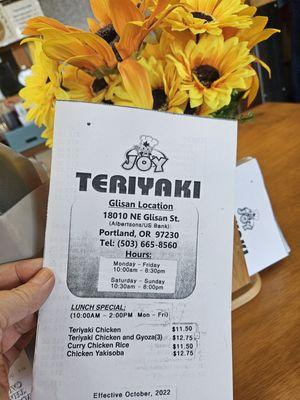 JOY
TERIYAKI
Glisan Location
18010 NE Glisan St.
(Albertsons/US Bank)
Portland, OR 97230
Tel: (503) 665-8560
Hours:
Monday - Friday
10:00am - 8:30pm
Saturday - Sunday
10:30am - 8:00pm
LUNCH SPECIAL:
(10:00AM - 2:00PM Mon - Fri)
Teriyaki Chicken $11.50
Teriyaki Chicken and Gyoza(3) $12.75
Curry Chicken Rice $11.50
Chicken Yakisoba $12.75
Effective October, 2022